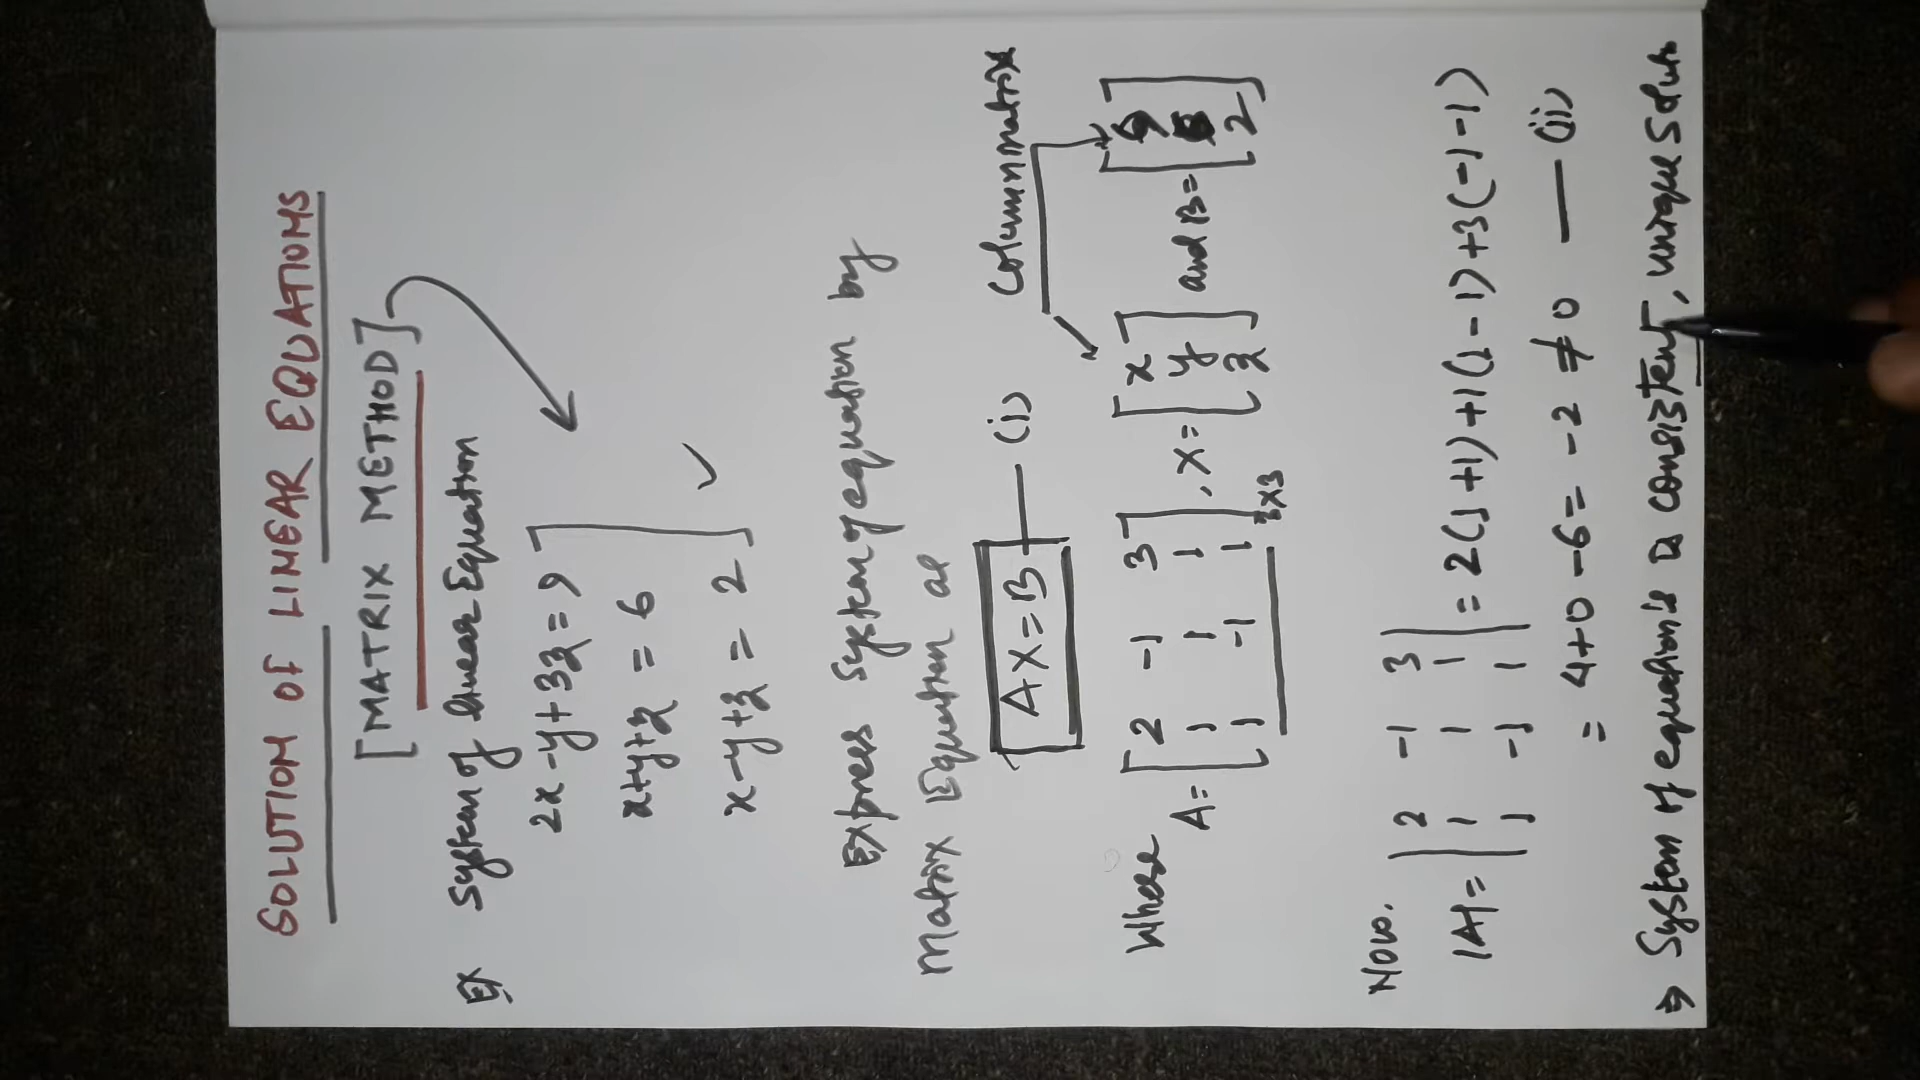 SOLUTION OF LINEAR EQUATIONS
[MATRIX METHOD]
Ex System of linear Equation
2x - y + 3z = 9
x + y + z = 6
x - y + z = 2
Express System of equation by
Matrix Equation as
AX = B — (i)
Column matrix
Where
A = [2 -1 3], X = [x] and B = [9]
[1 1 1] [y] [6]
[1 -1 1] 3x3 [z] [2]
Now.
|A| = |2 -1 3| = 2(1+1)+1(1-1)+3(-1-1)
|1 1 1|
|1 -1 1|
= 4+0-6 = -2 ≠ 0 — (ii)
⇒ System of equation is consistent, unique Solun